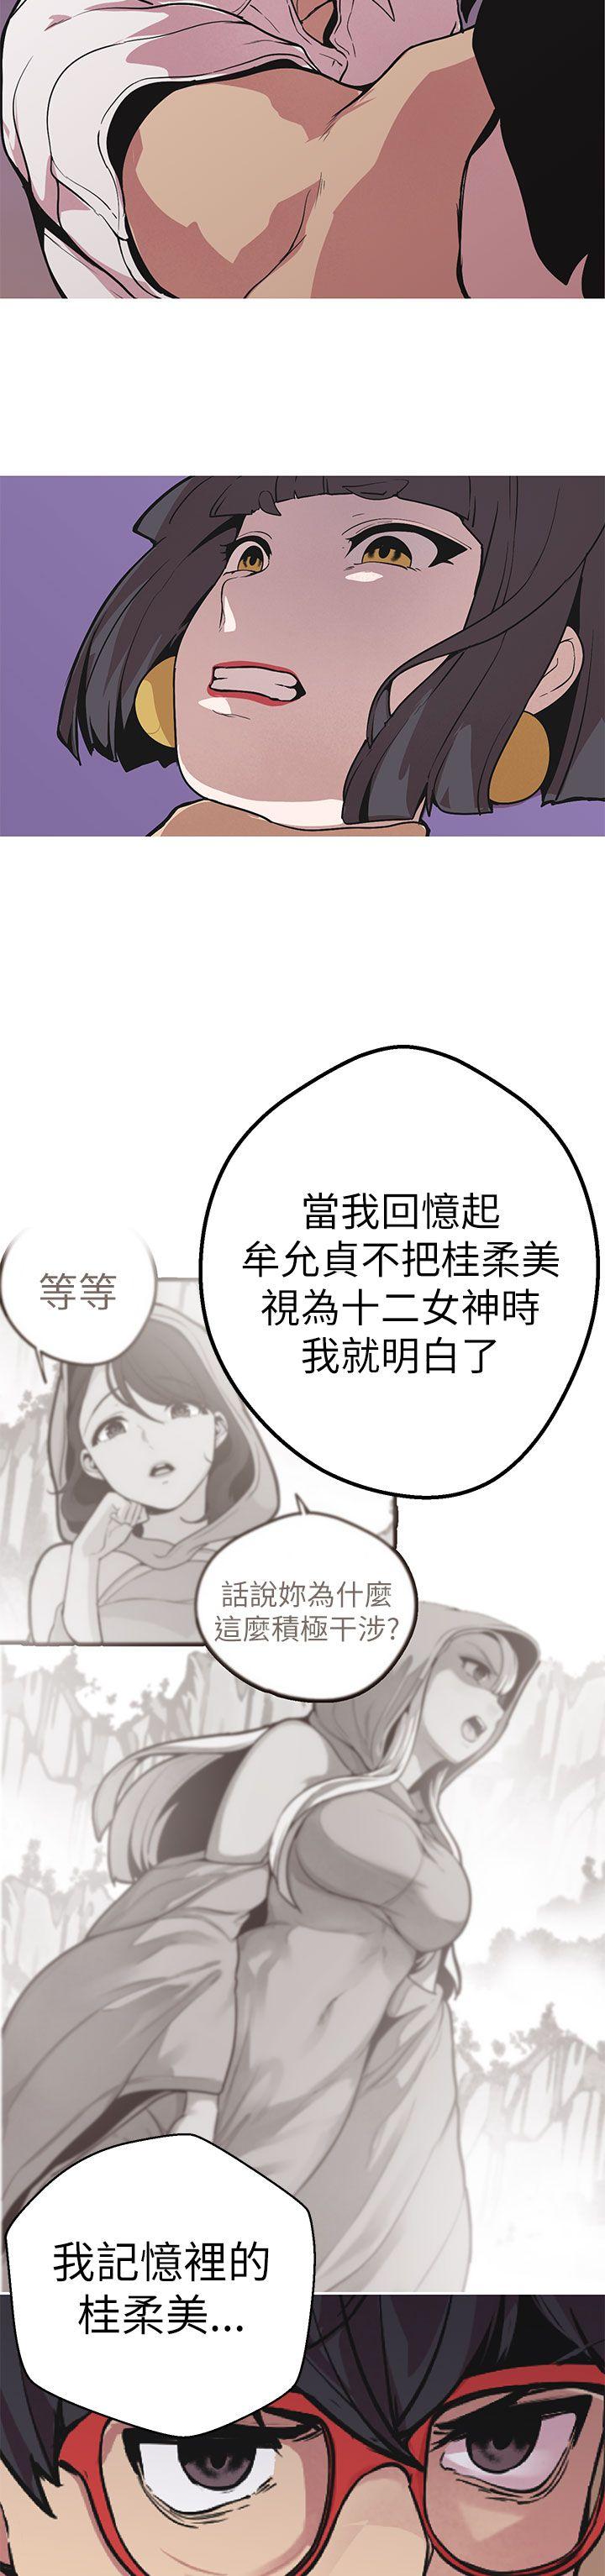 當我回憶起
牟允貞不把桂柔美
視為十二女神時
我就明白了
等等
話說妳為什麼
這麼積極干涉?
我記憶裡的
桂柔美...